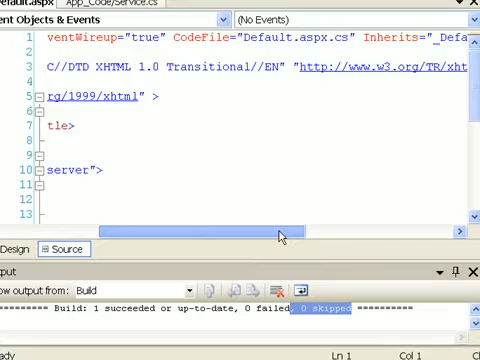 efault.aspx App_Code/Service.cs
ent Objects & Events (No Events)
1 ventWireup="true" CodeFile="Default.aspx.cs" Inherits="_Defa
2
3 C//DTD XHTML 1.0 Transitional//EN" "http://www.w3.org/TR/xht
4
5 rg/1999/xhtml" >
6
7 tle>
8
9
10 server">
11
12
13
Design Source
tput
ow output from: Build
========= Build: 1 succeeded or up-to-date, 0 failed, 0 skipped ==========
ady Ln 1 Col 1 Cl